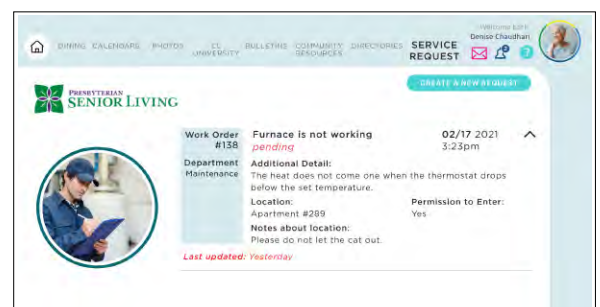 Welcome back
Denise Chaudhari
DINING CALENDARS PHOTOS CC UNIVERSITY BULLETINS COMMUNITY RESOURCES DIRECTORIES SERVICE REQUEST
?
CREATE A NEW REQUEST
PRESBYTERIAN
SENIOR LIVING
Work Order #138
Furnace is not working
pending
02/17 2021
3:23pm
Department
Maintenance
Additional Detail:
The heat does not come one when the thermostat drops
below the set temperature.
Location:
Apartment #289
Permission to Enter:
Yes
Notes about location:
Please do not let the cat out.
Last updated: Yesterday